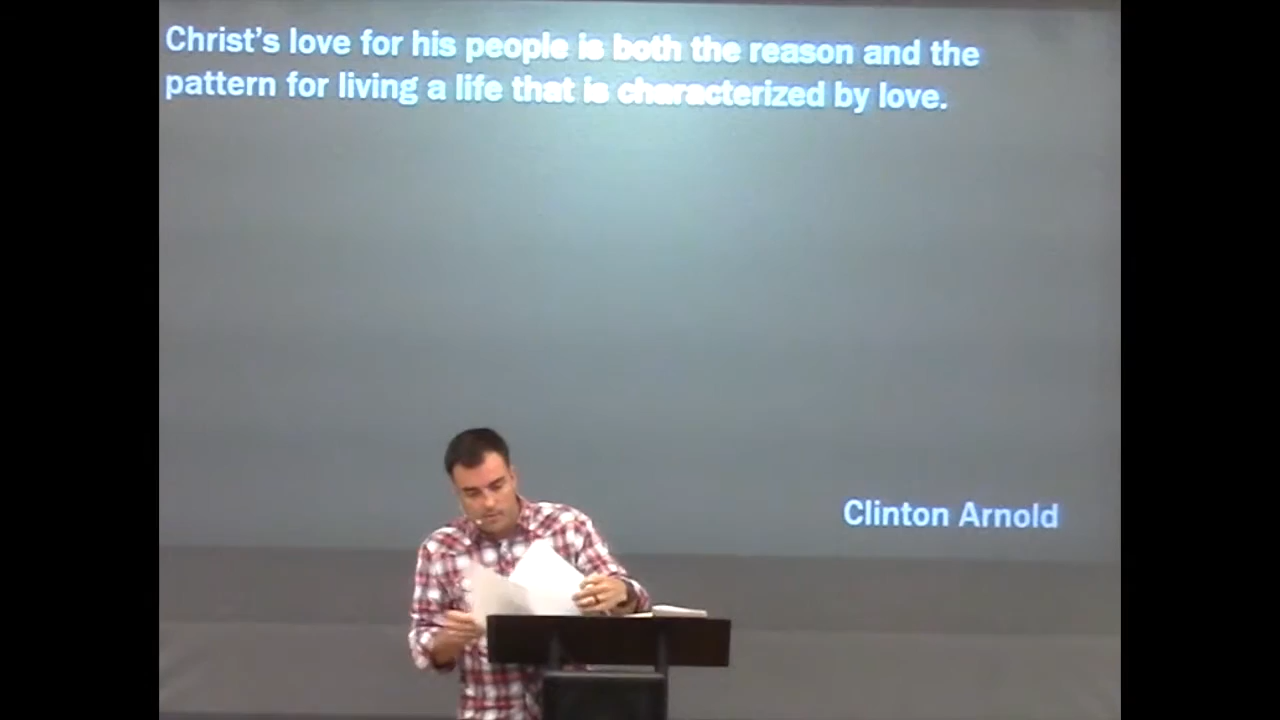 Christ's love for his people is both the reason and the
pattern for living a life that is characterized by love.
Clinton Arnold